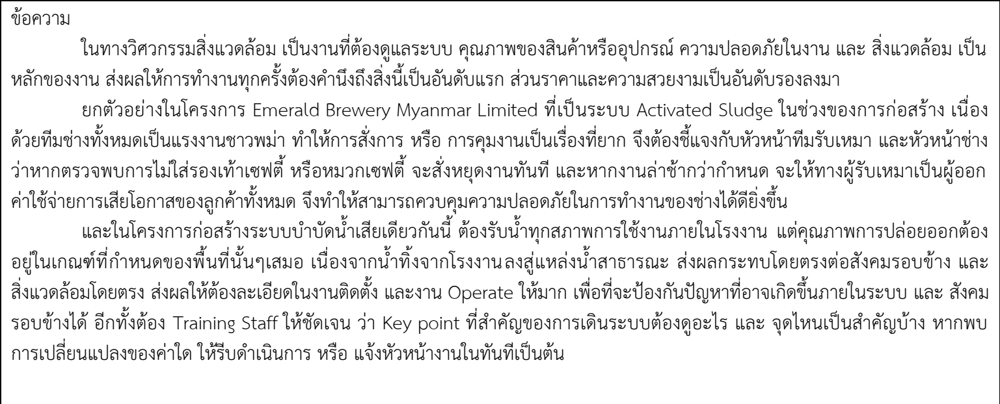 ข้อความ
ในทางวิศวกรรมสิ่งแวดล้อม เป็นงานที่ต้องดูแลระบบ คุณภาพของสินค้าหรืออุปกรณ์ ความปลอดภัยในงาน และ สิ่งแวดล้อม เป็น
หลักของงาน ส่งผลให้การทำงานทุกครั้งต้องคำนึงถึงสิ่งนี้เป็นอันดับแรก ส่วนราคาและความสวยงามเป็นอันดับรองลงมา
ยกตัวอย่างในโครงการ Emerald Brewery Myanmar Limited ที่เป็นระบบ Activated Sludge ในช่วงของการก่อสร้าง เนื่อง
ด้วยทีมช่างทั้งหมดเป็นแรงงานชาวพม่า ทำให้การสั่งการ หรือ การคุมงานเป็นเรื่องที่ยาก จึงต้องชี้แจงกับหัวหน้าทีมรับเหมา และหัวหน้าช่าง
ว่าหากตรวจพบการไม่ใส่รองเท้าเซฟตี้ หรือหมวกเซฟตี้ จะสั่งหยุดงานทันที และหากงานล่าช้ากว่ากำหนด จะให้ทางผู้รับเหมาเป็นผู้ออก
ค่าใช้จ่ายการเสียโอกาสของลูกค้าทั้งหมด จึงทำให้สามารถควบคุมความปลอดภัยในการทำงานของช่างได้ดียิ่งขึ้น
และในโครงการก่อสร้างระบบบำบัดน้ำเสียเดียวกันนี้ ต้องรับน้ำทุกสภาพการใช้งานภายในโรงงาน แต่คุณภาพการปล่อยออกต้อง
อยู่ในเกณฑ์ที่กำหนดของพื้นที่นั้นๆเสมอ เนื่องจากน้ำทิ้งจากโรงงานลงสู่แหล่งน้ำสาธารณะ ส่งผลกระทบโดยตรงต่อสังคมรอบข้าง และ
สิ่งแวดล้อมโดยตรง ส่งผลให้ต้องละเอียดในงานติดตั้ง และงาน Operate ให้มาก เพื่อที่จะป้องกันปัญหาที่อาจเกิดขึ้นภายในระบบ และ สังคม
รอบข้างได้ อีกทั้งต้อง Training Staff ให้ชัดเจน ว่า Key point ที่สำคัญของการเดินระบบต้องดูอะไร และ จุดไหนเป็นสำคัญบ้าง หากพบ
การเปลี่ยนแปลงของค่าใด ให้รีบดำเนินการ หรือ แจ้งหัวหน้างานในทันทีเป็นต้น